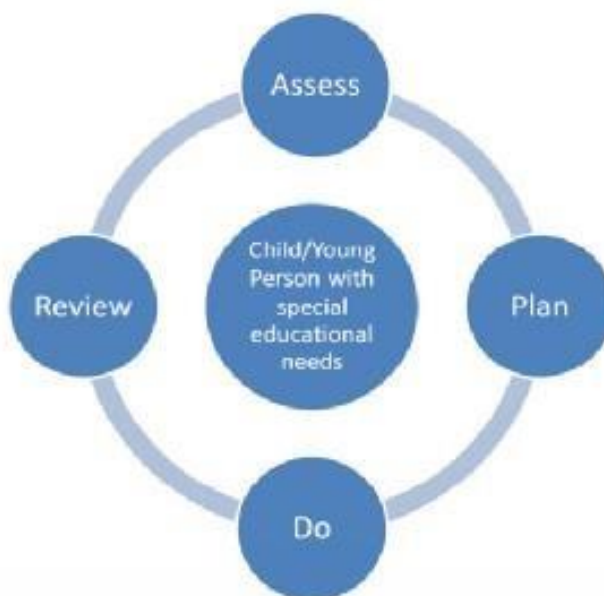 Assess
Plan
Do
Review
Child/Young
Person with
special
educational
needs